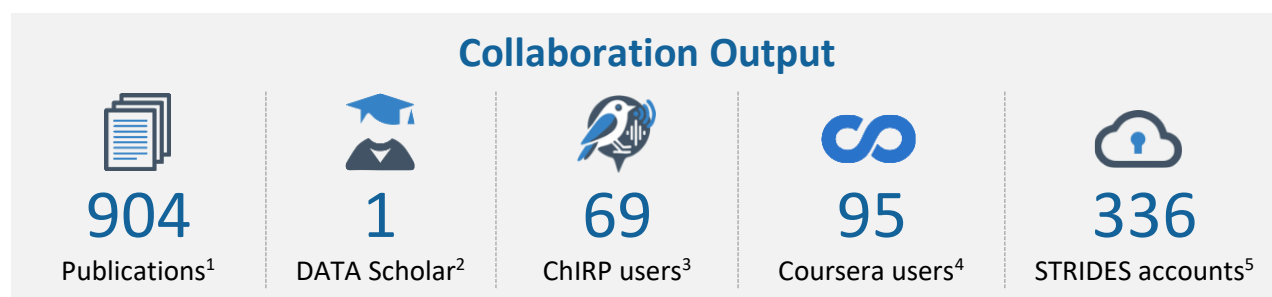 Collaboration Output
904 1 69 95 336
Publications¹ DATA Scholar² ChIRP users³ Coursera users⁴ STRIDES accounts⁵